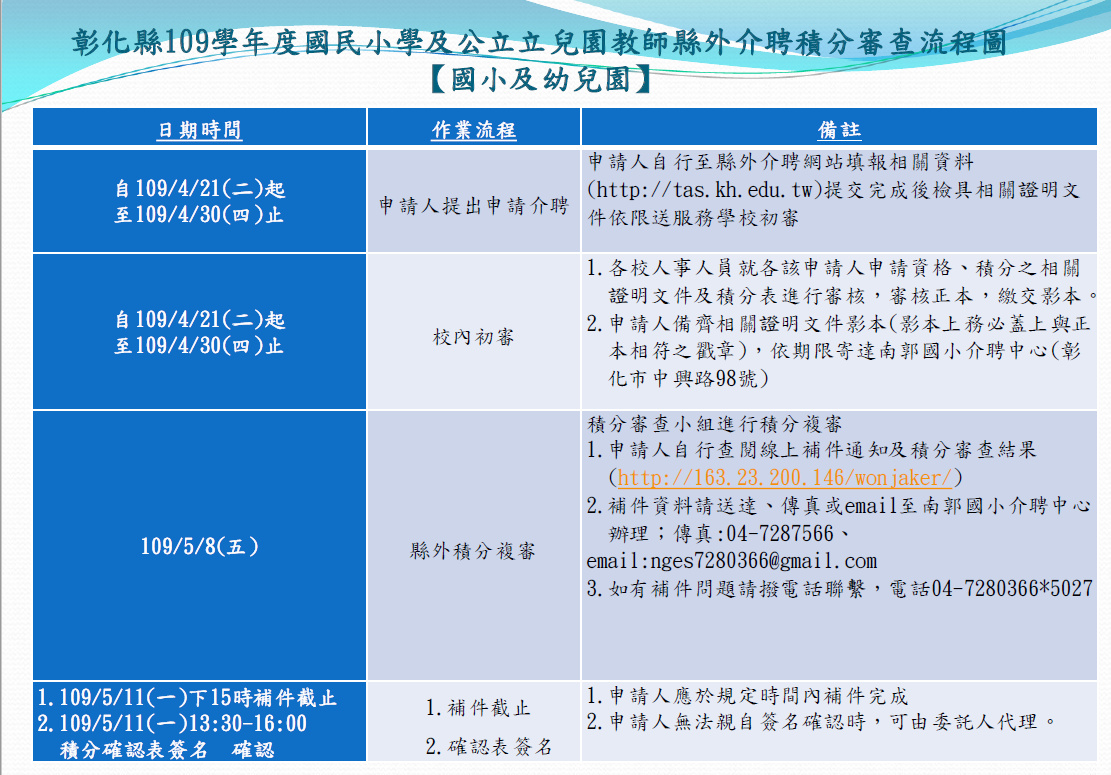 彰化縣109學年度國民小學及公立立兒園教師縣外介聘積分審查流程圖
【國小及幼兒園】
日期時間
作業流程
備註
自109/4/21(二)起
至109/4/30(四)止
申請人提出申請介聘
申請人自行至縣外介聘網站填報相關資料
(http://tas.kh.edu.tw)提交完成後檢具相關證明文
件依限送服務學校初審
自109/4/21(二)起
至109/4/30(四)止
校內初審
1.各校人事人員就各該申請人申請資格、積分之相關
證明文件及積分表進行審核，審核正本，繳交影本。
2.申請人備齊相關證明文件影本(影本上務必蓋上與正
本相符之戳章)，依期限寄達南郭國小介聘中心(彰
化市中興路98號)
109/5/8(五)
縣外積分複審
積分審查小組進行積分複審
1.申請人自行查閱線上補件通知及積分審查結果
(http://163.23.200.146/wonjaker/)
2.補件資料請送達、傳真或email至南郭國小介聘中心
辦理；傳真:04-7287566、
email:nges7280366@gmail.com
3.如有補件問題請撥電話聯繫，電話04-7280366*5027
1.109/5/11(一)下15時補件截止
2.109/5/11(一)13:30-16:00
積分確認表簽名　確認
1.補件截止
2.確認表簽名
1.申請人應於規定時間內補件完成
2.申請人無法親自簽名確認時，可由委託人代理。